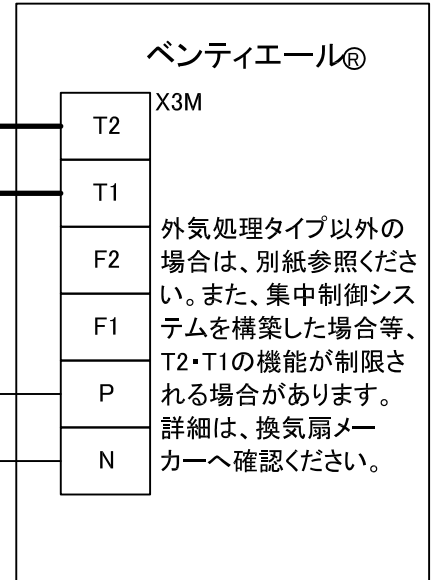 ベンティエール®
X3M
T2
T1
F2
F1
P
N
外気処理タイプ以外の
場合は、別紙参照くださ
い。また、集中制御シス
テムを構築した場合等、
T2・T1の機能が制限さ
れる場合があります。
詳細は、換気扇メー
カーへ確認ください。